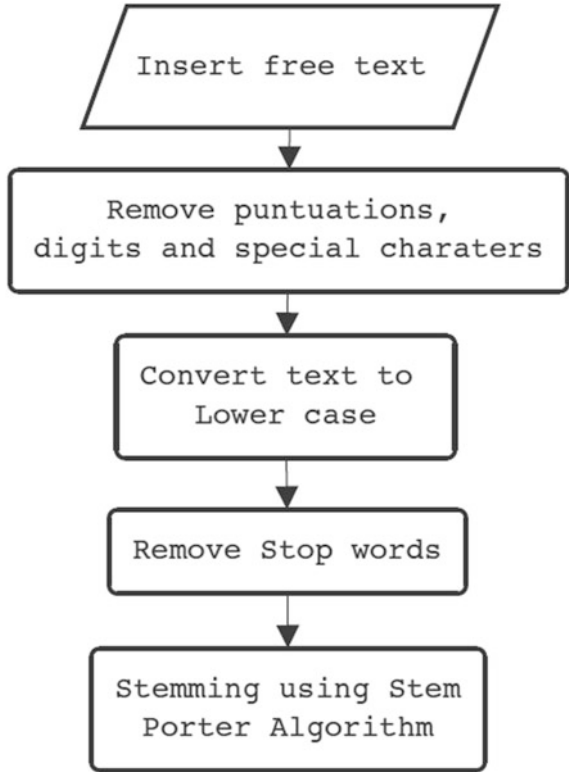 Insert free text
Remove puntuations,
digits and special charaters
Convert text to
Lower case
Remove Stop words
Stemming using Stem
Porter Algorithm